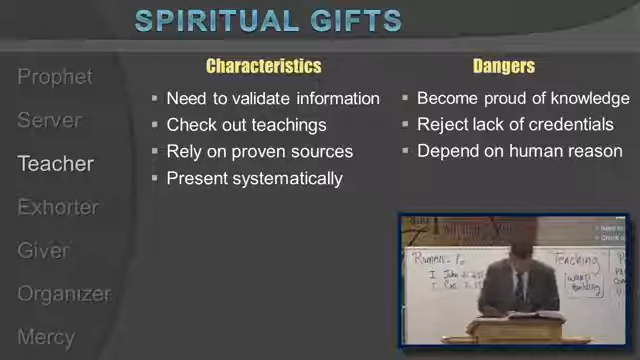 SPIRITUAL GIFTS
Prophet
Server
Teacher
Exhorter
Giver
Organizer
Mercy
Characteristics
Need to validate information
Check out teachings
Rely on proven sources
Present systematically
Dangers
Become proud of knowledge
Reject lack of credentials
Depend on human reason
Teaching
Building